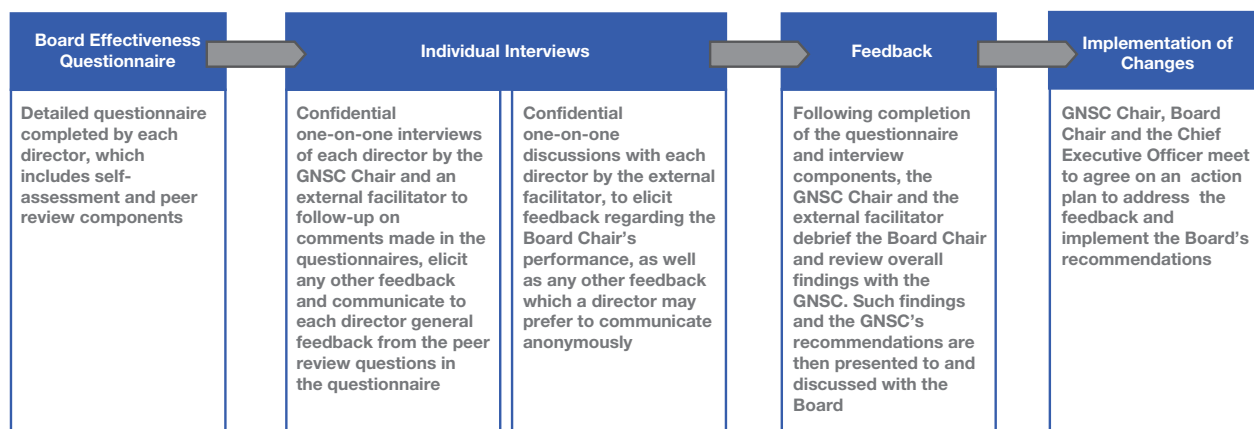 Board Effectiveness
Questionnaire
Detailed questionnaire
completed by each
director, which
includes self-
assessment and peer
review components
Individual Interviews
Confidential
one-on-one interviews
of each director by the
GNSC Chair and an
external facilitator to
follow-up on
comments made in the
questionnaires, elicit
any other feedback
and communicate to
each director general
feedback from the peer
review questions in
the questionnaire
Confidential
one-on-one
discussions with each
director by the external
facilitator, to elicit
feedback regarding the
Board Chair's
performance, as well
as any other feedback
which a director may
prefer to communicate
anonymously
Feedback
Following completion
of the questionnaire
and interview
components, the
GNSC Chair and the
external facilitator
debrief the Board Chair
and review overall
findings with the
GNSC. Such findings
and the GNSC's
recommendations are
then presented to and
discussed with the
Board
Implementation of
Changes
GNSC Chair, Board
Chair and the Chief
Executive Officer meet
to agree on an action
plan to address the
feedback and
implement the Board's
recommendations